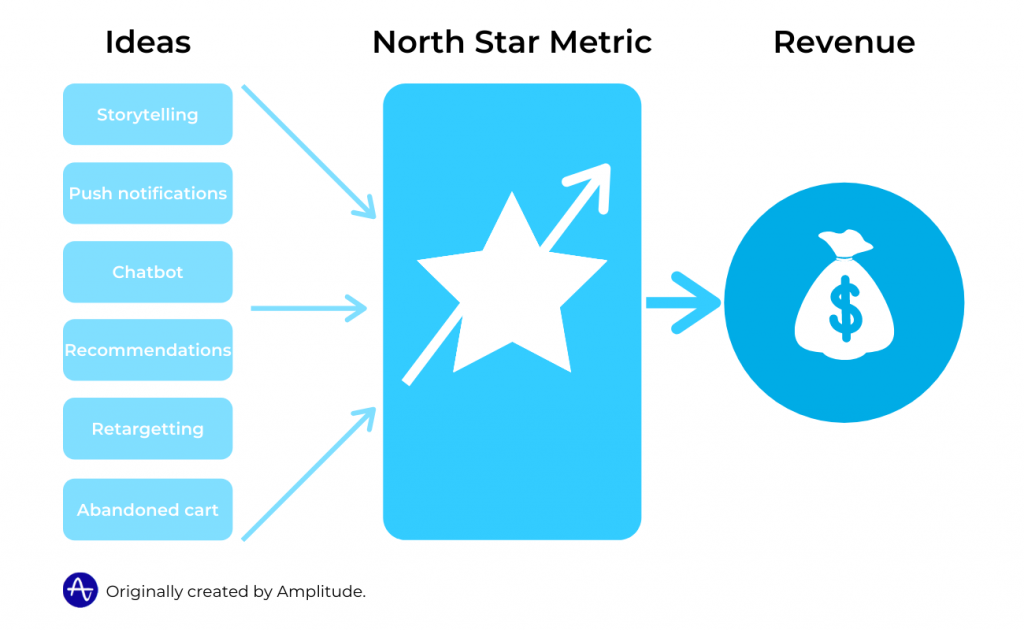 Ideas
North Star Metric
Revenue
Storytelling
Push notifications
Chatbot
Recommendations
Retargetting
Abandoned cart
$
Originally created by Amplitude.